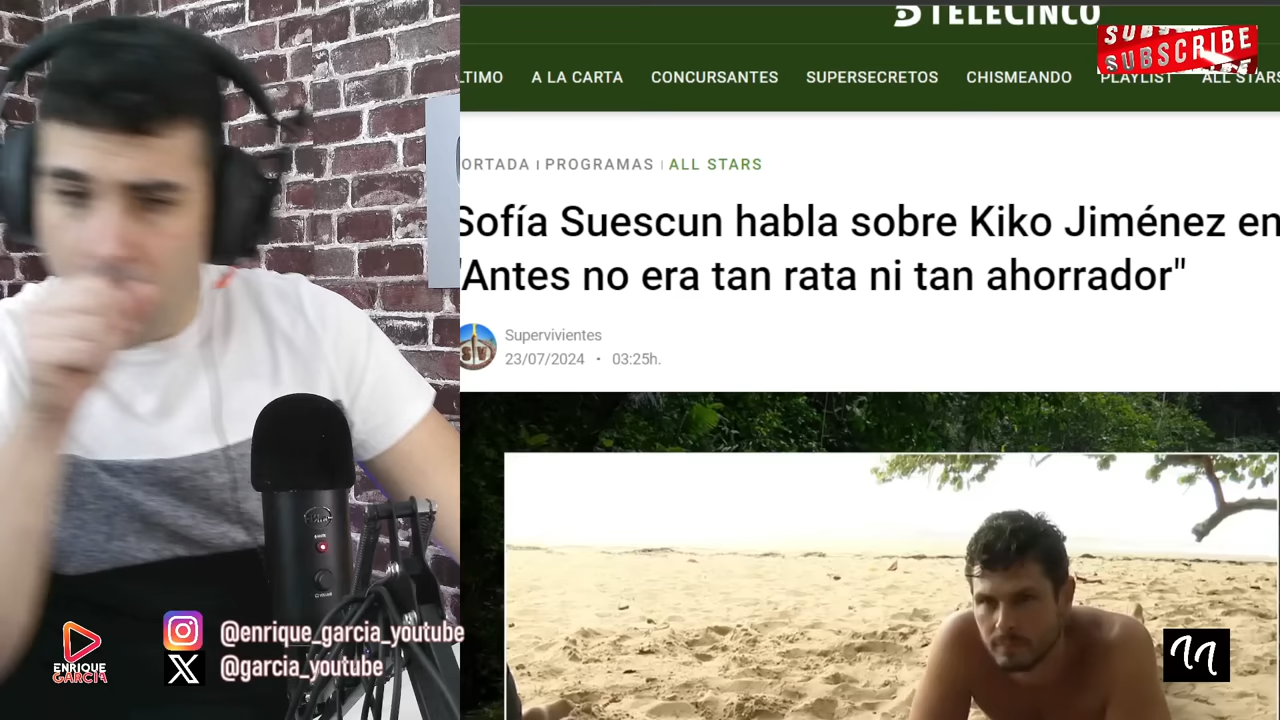 TELECINCO
SUBSCRIBE
LTIMO A LA CARTA CONCURSANTES SUPERSECRETOS CHISMEANDO PLAYLIST ALL STARS
ORTADA | PROGRAMAS | ALL STARS
Sofía Suescun habla sobre Kiko Jiménez en
"Antes no era tan rata ni tan ahorrador"
Supervivientes
23/07/2024 • 03:25h.
SV
@enrique_garcia_youtube
@garcia_youtube
ENRIQUE
GARCIA